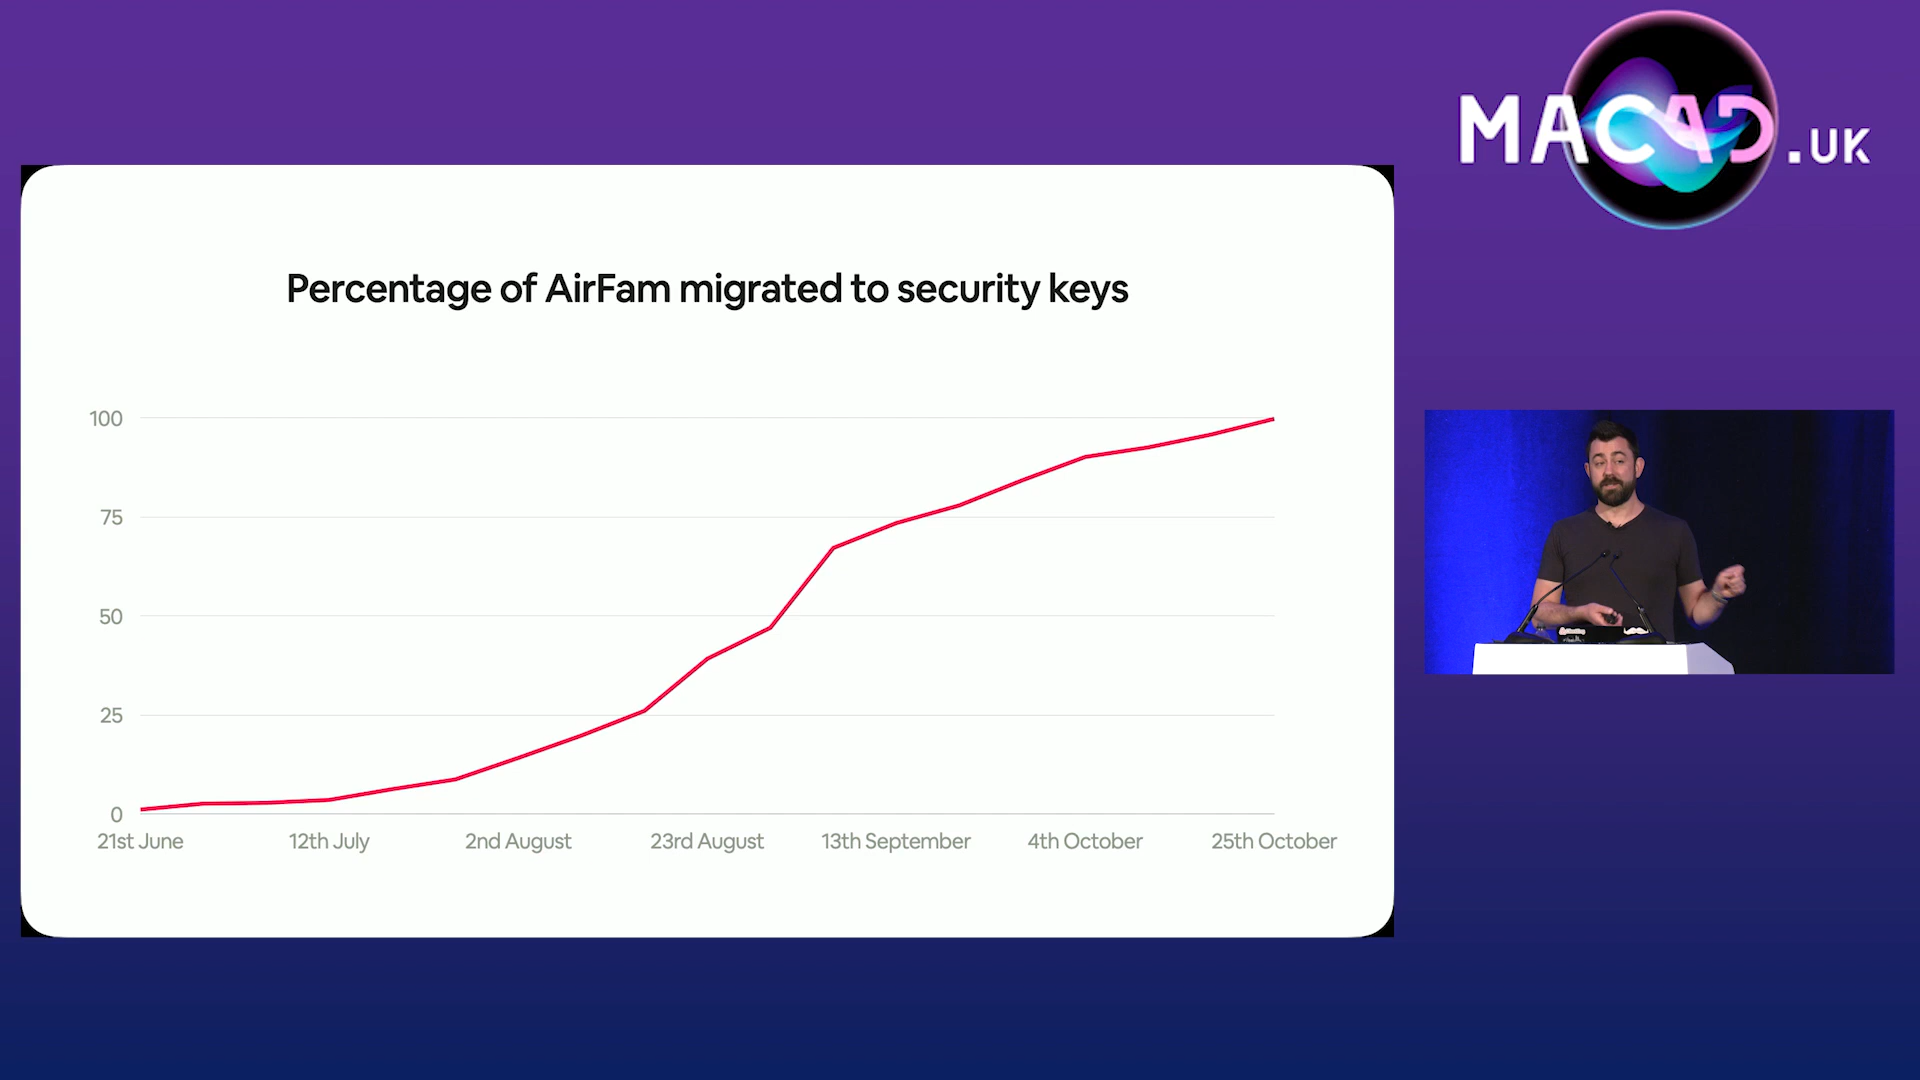 MACAD.UK
Percentage of AirFam migrated to security keys
100
75
50
25
0
21st June 12th July 2nd August 23rd August 13th September 4th October 25th October